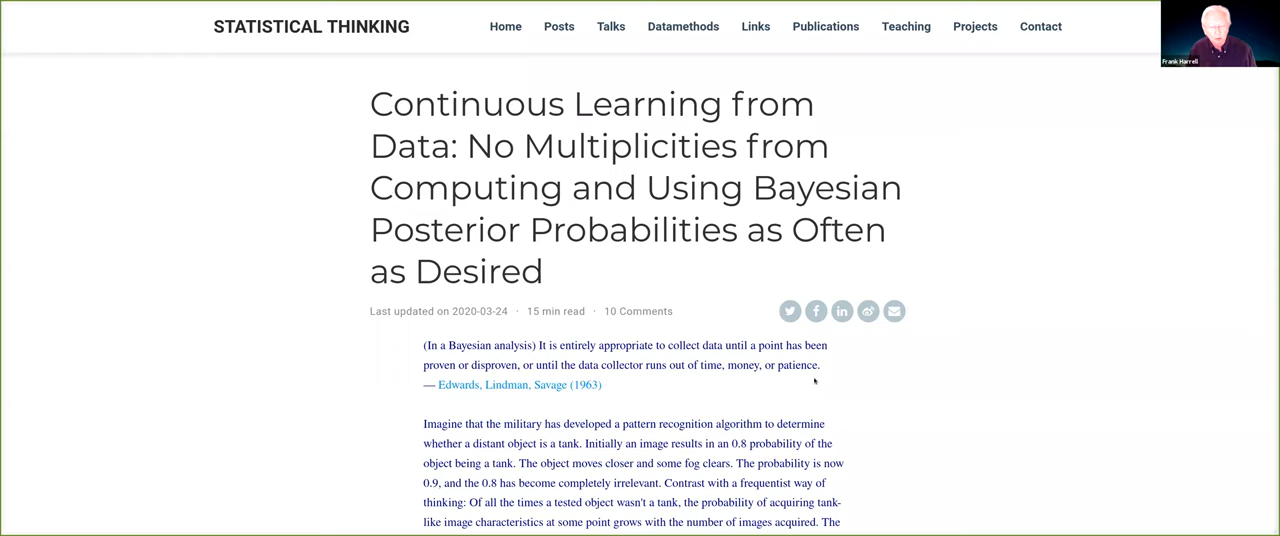 STATISTICAL THINKING
Home Posts Talks Datamethods Links Publications Teaching Projects Contact
Frank Harrell
Continuous Learning from
Data: No Multiplicities from
Computing and Using Bayesian
Posterior Probabilities as Often
as Desired
Last updated on 2020-03-24 · 15 min read · 10 Comments
(In a Bayesian analysis) It is entirely appropriate to collect data until a point has been
proven or disproven, or until the data collector runs out of time, money, or patience.
— Edwards, Lindman, Savage (1963)
Imagine that the military has developed a pattern recognition algorithm to determine
whether a distant object is a tank. Initially an image results in an 0.8 probability of the
object being a tank. The object moves closer and some fog clears. The probability is now
0.9, and the 0.8 has become completely irrelevant. Contrast with a frequentist way of
thinking: Of all the times a tested object wasn't a tank, the probability of acquiring tank-
like image characteristics at some point grows with the number of images acquired. The